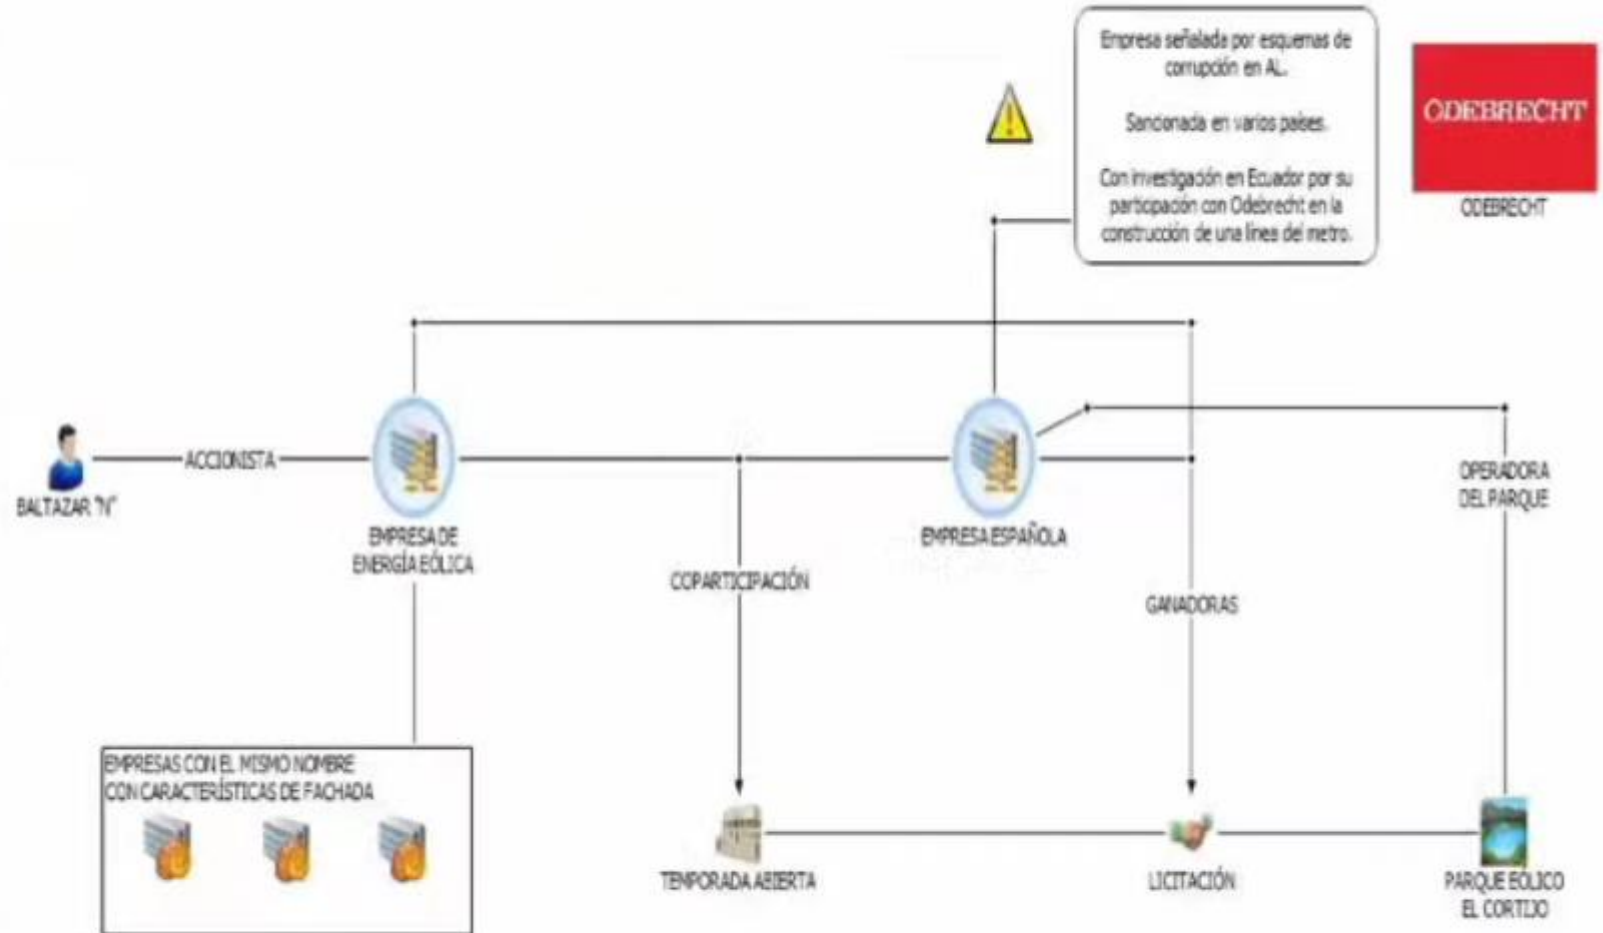 Empresa señalada por esquemas de
corrupción en AL.
Sancionada en varios países.
Con investigación en Ecuador por su
participación con Odebrecht en la
construcción de una línea del metro.
ODEBRECHT
ODEBRECHT
BALTAZAR "N"
ACCIONISTA
EMPRESA DE
ENERGÍA EÓLICA
EMPRESA ESPAÑOLA
OPERADORA
DEL PARQUE
COPARTICIPACIÓN
GANADORAS
EMPRESAS CON EL MISMO NOMBRE
CON CARACTERÍSTICAS DE FACHADA
TEMPORADA ABIERTA
LICITACIÓN
PARQUE EÓLICO
EL CORTIJO